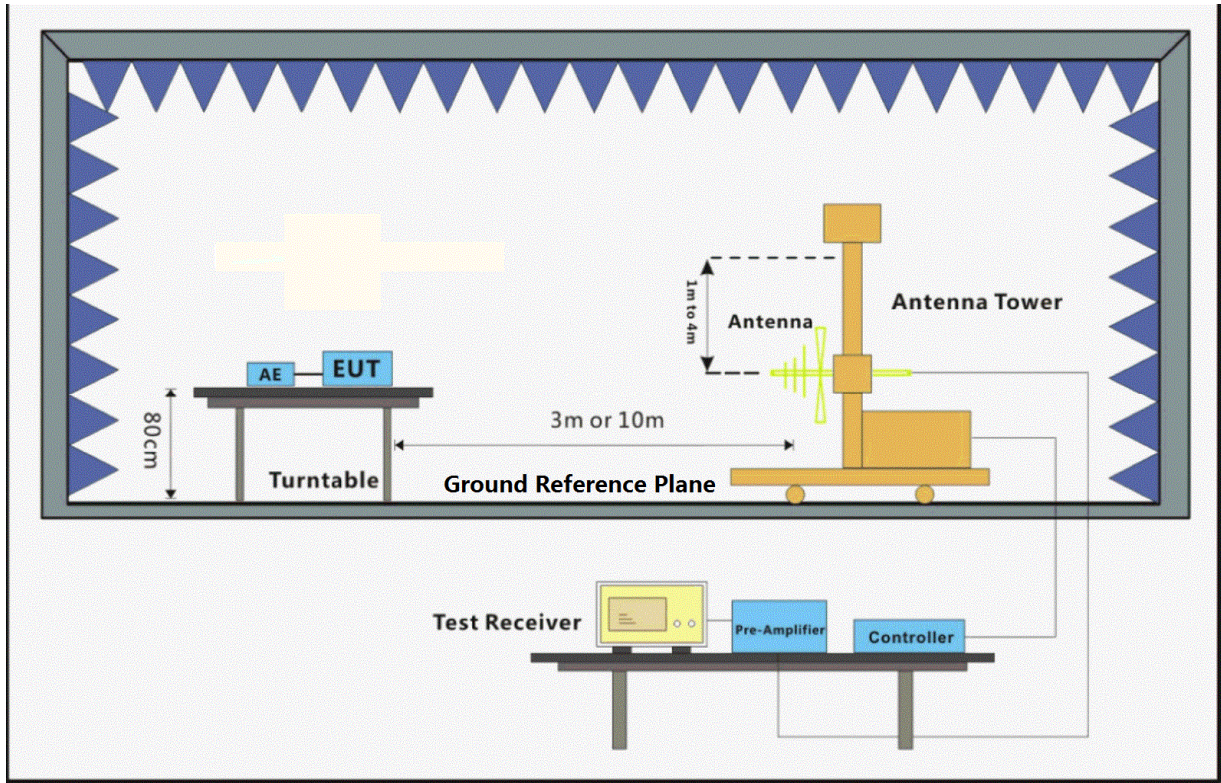 1m to 4m
Antenna
Antenna Tower
AE
EUT
80cm
3m or 10m
Turntable
Ground Reference Plane
Test Receiver
Pre-Amplifier
Controller